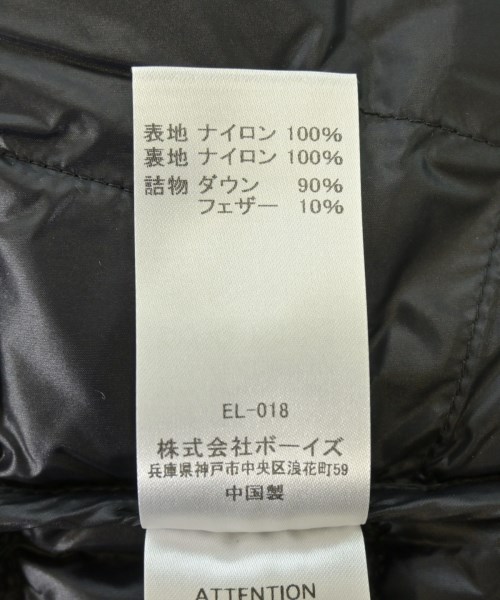 表地 ナイロン 100%
裏地 ナイロン 100%
詰物 ダウン 90%
フェザー 10%
EL-018
株式会社ボーイズ
兵庫県神戸市中央区浪花町59
中国製
ATTENTION